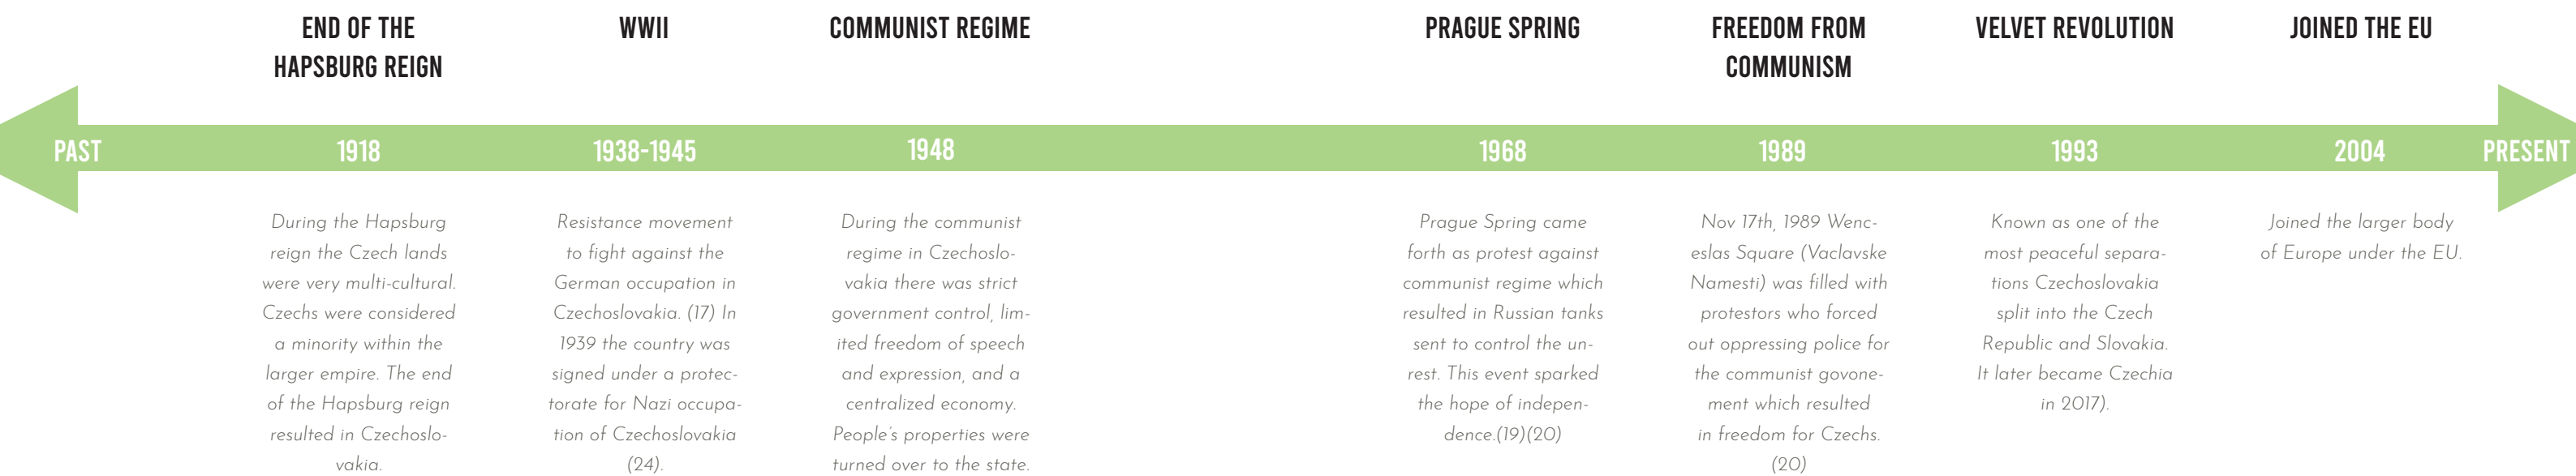 END OF THE
HAPSBURG REIGN
WWII
COMMUNIST REGIME
PRAGUE SPRING
FREEDOM FROM
COMMUNISM
VELVET REVOLUTION
JOINED THE EU
PAST
1918
1938-1945
1948
1968
1989
1993
2004
PRESENT
During the Hapsburg
reign the Czech lands
were very multi-cultural.
Czechs were considered
a minority within the
larger empire. The end
of the Hapsburg reign
resulted in Czechoslo-
vakia.
Resistance movement
to fight against the
German occupation in
Czechoslovakia. (17) In
1939 the country was
signed under a protec-
torate for Nazi occupa-
tion of Czechoslovakia
(24).
During the communist
regime in Czechoslo-
vakia there was strict
government control, lim-
ited freedom of speech
and expression, and a
centralized economy.
People's properties were
turned over to the state.
Prague Spring came
forth as protest against
communist regime which
resulted in Russian tanks
sent to control the un-
rest. This event sparked
the hope of indepen-
dence.(19)(20)
Nov 17th, 1989 Wenc-
eslas Square (Vaclavske
Namesti) was filled with
protestors who forced
out oppressing police for
the communist govone-
ment which resulted
in freedom for Czechs.
(20)
Known as one of the
most peaceful separa-
tions Czechoslovakia
split into the Czech
Republic and Slovakia.
It later became Czechia
in 2017).
Joined the larger body
of Europe under the EU.